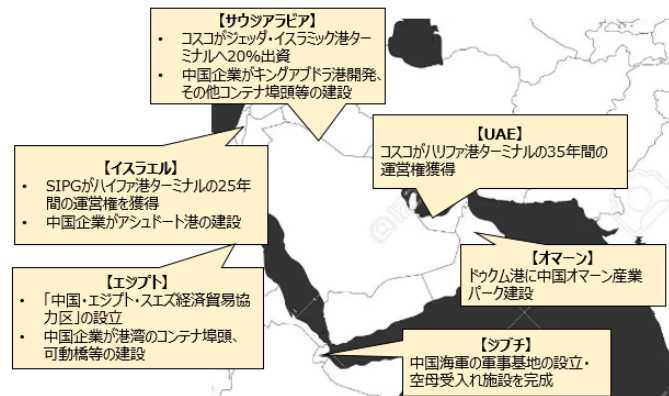 【サウジアラビア】
• コスコがジェッダ・イスラミック港ターミナルへ20%出資
• 中国企業がキングアブドラ港開発、その他コンテナ埠頭等の建設
【UAE】
コスコがハリファ港ターミナルの35年間の運営権獲得
【イスラエル】
• SIPGがハイファ港ターミナルの25年間の運営権を獲得
• 中国企業がアシュドート港の建設
【オマーン】
ドゥクム港に中国オマーン産業パーク建設
【エジプト】
• 「中国・エジプト・スエズ経済貿易協力区」の設立
• 中国企業が港湾のコンテナ埠頭、可動橋等の建設
【ジブチ】
中国海軍の軍事基地の設立・空母受入れ施設を完成